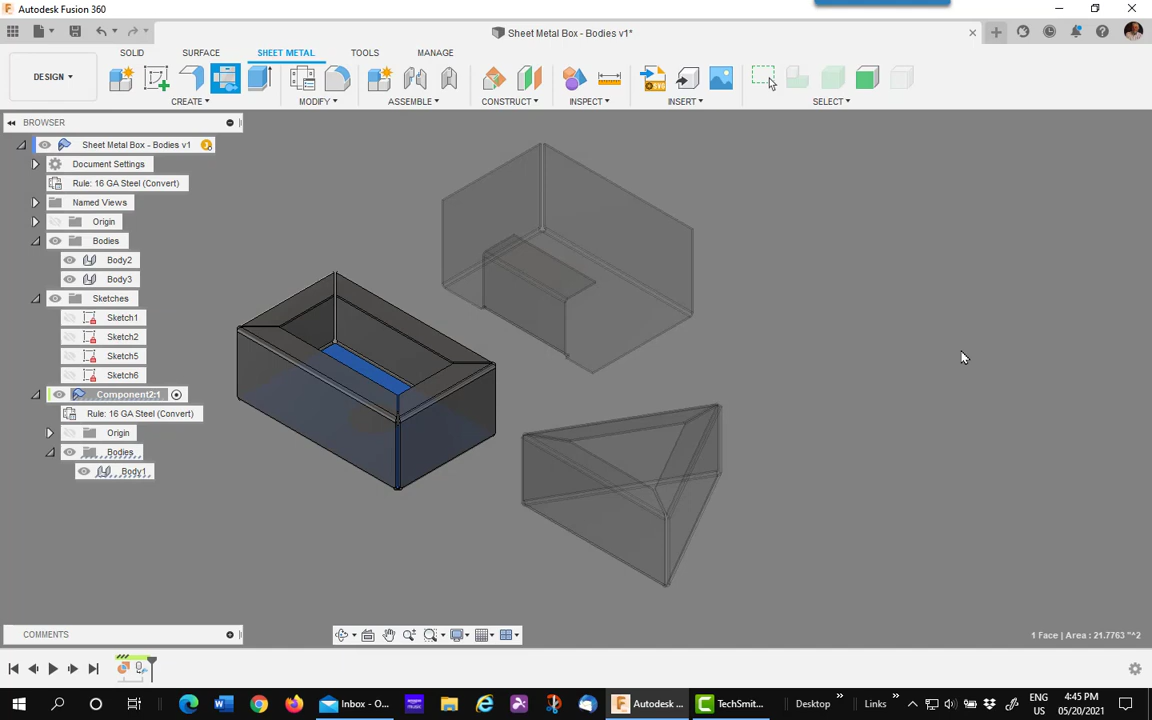 Autodesk Fusion 360
Sheet Metal Box - Bodies v1*
SOLID SURFACE SHEET METAL TOOLS MANAGE
DESIGN
CREATE MODIFY ASSEMBLE CONSTRUCT INSPECT INSERT SELECT
BROWSER
Sheet Metal Box - Bodies v1
Document Settings
Rule: 16 GA Steel (Convert)
Named Views
Origin
Bodies
Body2
Body3
Sketches
Sketch1
Sketch2
Sketch5
Sketch6
Component2:1
Rule: 16 GA Steel (Convert)
Origin
Bodies
Body1
COMMENTS
1 Face | Area : 21.7763 "^2
Inbox - O... Autodesk ... TechSmit... Desktop » Links »
ENG
US
4:45 PM
05/20/2021